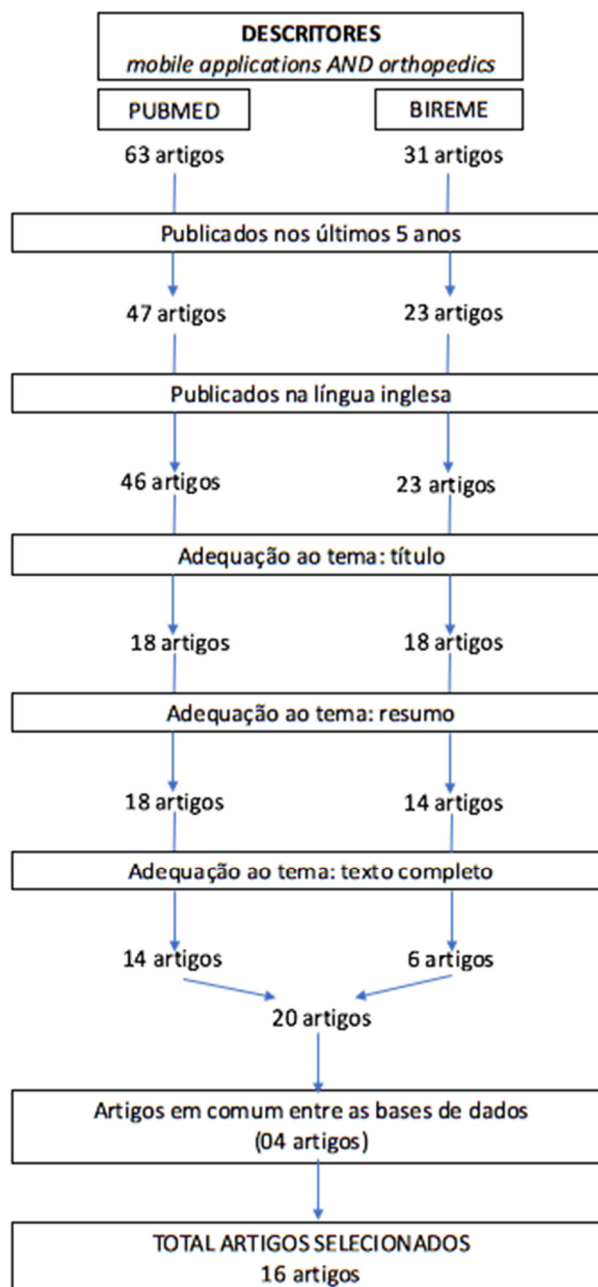 DESCRITORES
mobile applications AND orthopedics
PUBMED
BIREME
63 artigos
31 artigos
Publicados nos últimos 5 anos
47 artigos
23 artigos
Publicados na língua inglesa
46 artigos
23 artigos
Adequação ao tema: título
18 artigos
18 artigos
Adequação ao tema: resumo
18 artigos
14 artigos
Adequação ao tema: texto completo
14 artigos
6 artigos
20 artigos
Artigos em comum entre as bases de dados
(04 artigos)
TOTAL ARTIGOS SELECIONADOS
16 artigos